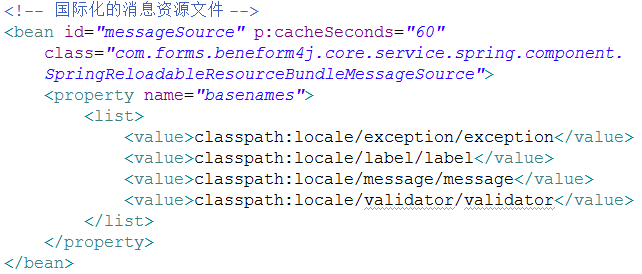 <!-- 国际化的消息资源文件 -->
<bean id="messageSource" p:cacheSeconds="60"
    class="com.forms.beneform4j.core.service.spring.component.
    SpringReloadableResourceBundleMessageSource">
    <property name="basenames">
        <list>
            <value>classpath:locale/exception/exception</value>
            <value>classpath:locale/label/label</value>
            <value>classpath:locale/message/message</value>
            <value>classpath:locale/validator/validator</value>
        </list>
    </property>
</bean>